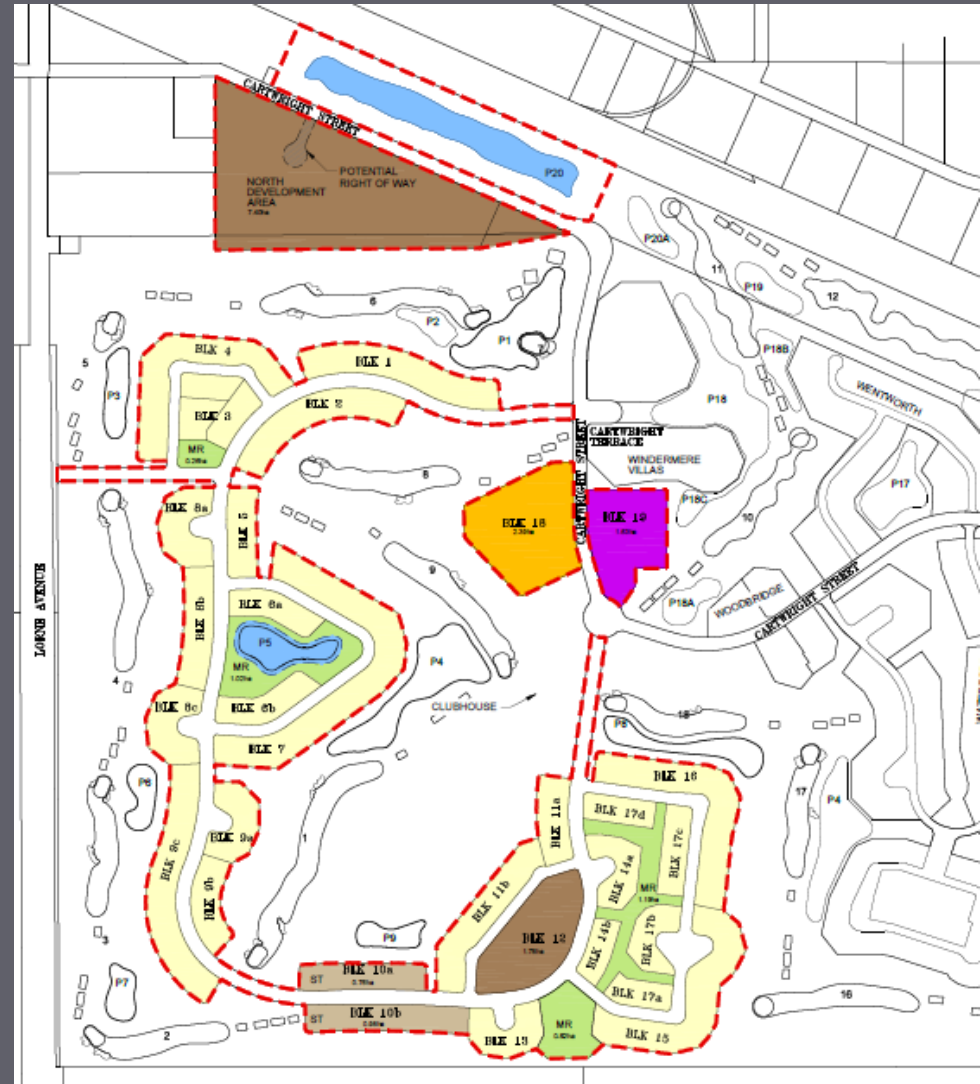 CARTWRIGHT STREET
P20
POTENTIAL
RIGHT OF WAY
NORTH
DEVELOPMENT
AREA
7.40ha
P20A
11
P19
12
6
P2
P1
5
P3
BLK 4
BLK 1
BLK 2
BLK 3
MR
P18B
P18
WENTWORTH
CARTWRIGHT
TERRACE
CARTWRIGHT STREET
WINDERMERE
VILLAS
8
P17
P18C
BLK 8a
BLK 5
BLK 18
BLK 19
10
9
LORNE AVENUE
BLK 8b
BLK 6a
P5
MR
1.02ha
P18A
WOODBRIDGE
CARTWRIGHT STREET
P4
4
BLK 8c
BLK 6b
BLK 7
CLUBHOUSE
18
P8
P6
BLK 16
17
P4
BLK 9c
BLK 9a
BLK 9b
1
BLK 11a
BLK 17d
BLK 17c
BLK 14a
MR
BLK 11b
BLK 17b
BLK 14b
BLK 12
3
P9
P7
ST
BLK 10a
BLK 17a
16
ST
BLK 10b
2
BLK 13
MR
BLK 15